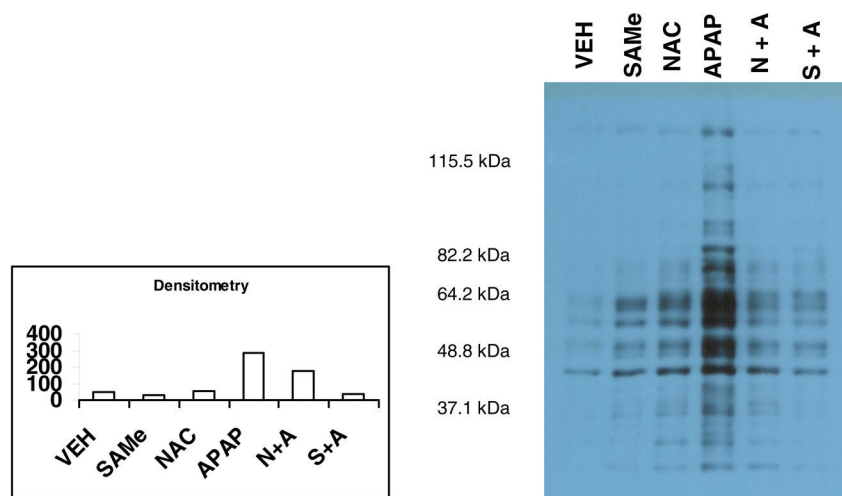 VEH SAMe NAC APAP N + A S + A
115.5 kDa
82.2 kDa
64.2 kDa
48.8 kDa
37.1 kDa
Densitometry
400
300
200
100
0
VEH SAMe NAC APAP N+A S+A